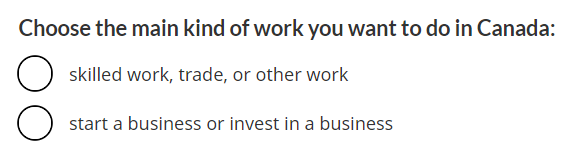 Choose the main kind of work you want to do in Canada:
skilled work, trade, or other work
start a business or invest in a business